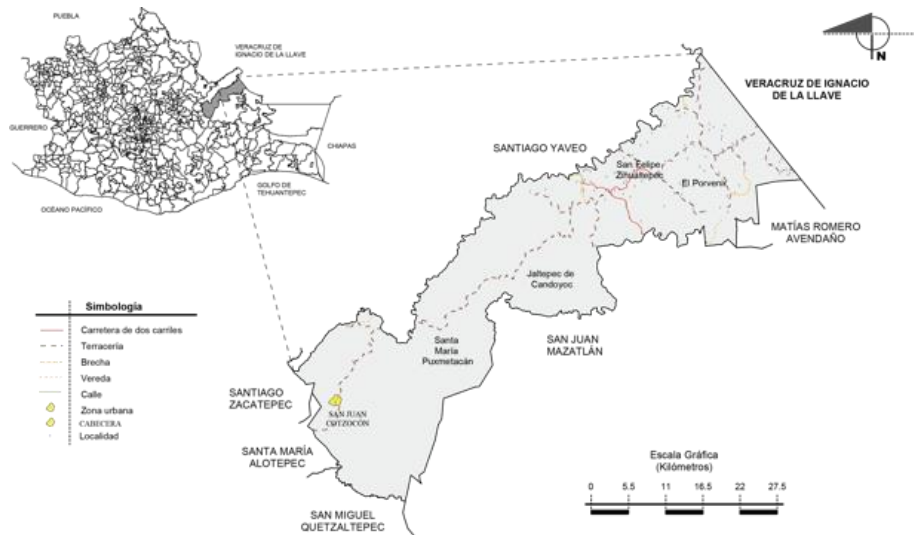 PUEBLA
VERACRUZ DE
IGNACIO DE LA LLAVE
GUERRERO
CHIAPAS
GOLFO DE
TEHUANTEPEC
OCÉANO PACÍFICO
N
VERACRUZ DE IGNACIO
DE LA LLAVE
SANTIAGO YAVEO
San Felipe
Zihualtepec
El Porvenir
MATÍAS ROMERO
AVENDAÑO
Jaltepec de
Candoyoc
SAN JUAN
MAZATLÁN
Santa
María
Puxmetacán
SANTIAGO
ZACATEPEC
SAN JUAN
COTZOCÓN
SANTA MARÍA
ALOTEPEC
SAN MIGUEL
QUETZALTEPEC
Simbología
Carretera de dos carriles
Terracería
Brecha
Vereda
Calle
Zona urbana
CABECERA
Localidad
Escala Gráfica
(Kilómetros)
0 5.5 11 16.5 22 27.5